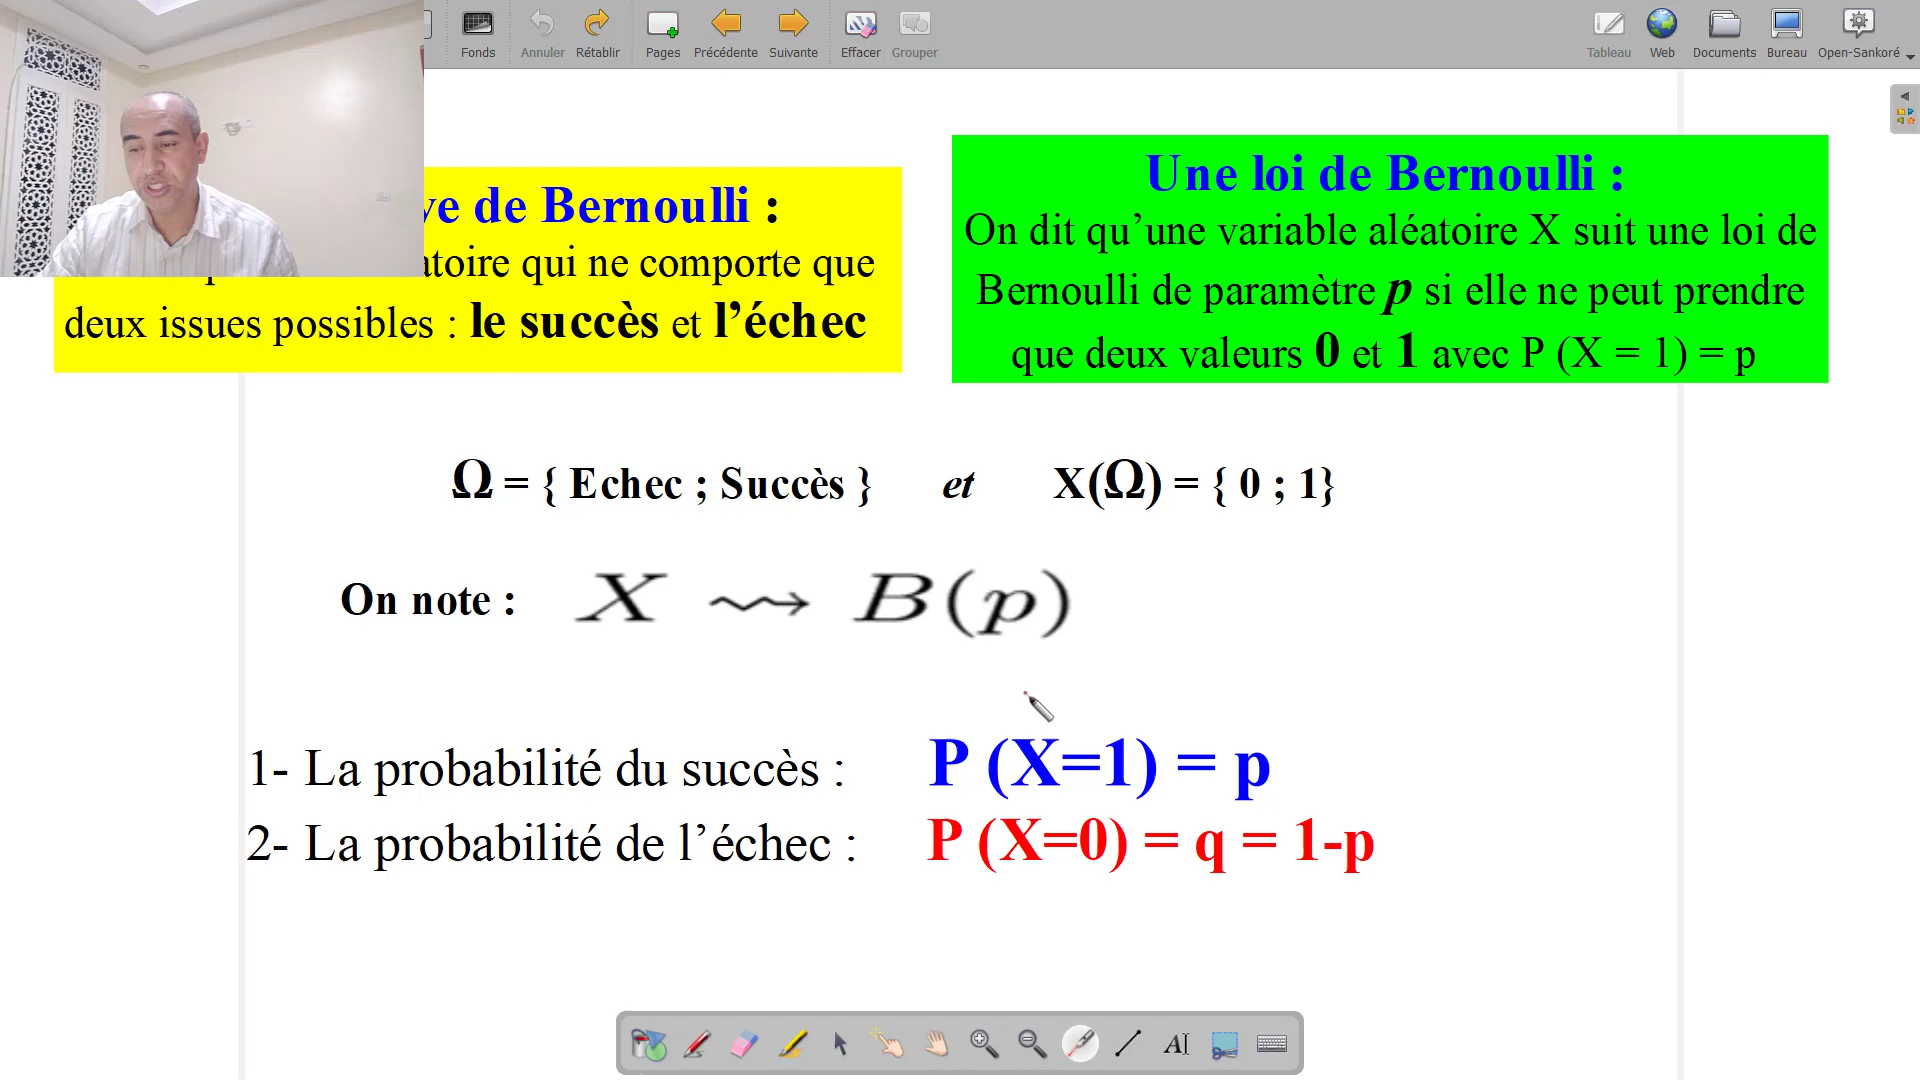 Fonds
Annuler
Rétablir
Pages
Précédente
Suivante
Effacer
Grouper
Tableau
Web
Documents
Bureau
Open-Sankoré
de Bernoulli :
qui ne comporte que
deux issues possibles : le succès et l’échec
Une loi de Bernoulli :
On dit qu’une variable aléatoire X suit une loi de
Bernoulli de paramètre p si elle ne peut prendre
que deux valeurs 0 et 1 avec P (X = 1) = p
Ω = { Echec ; Succès } et X(Ω) = { 0 ; 1}
On note : X ⇝ B(p)
1- La probabilité du succès : P (X=1) = p
2- La probabilité de l’échec : P (X=0) = q = 1-p